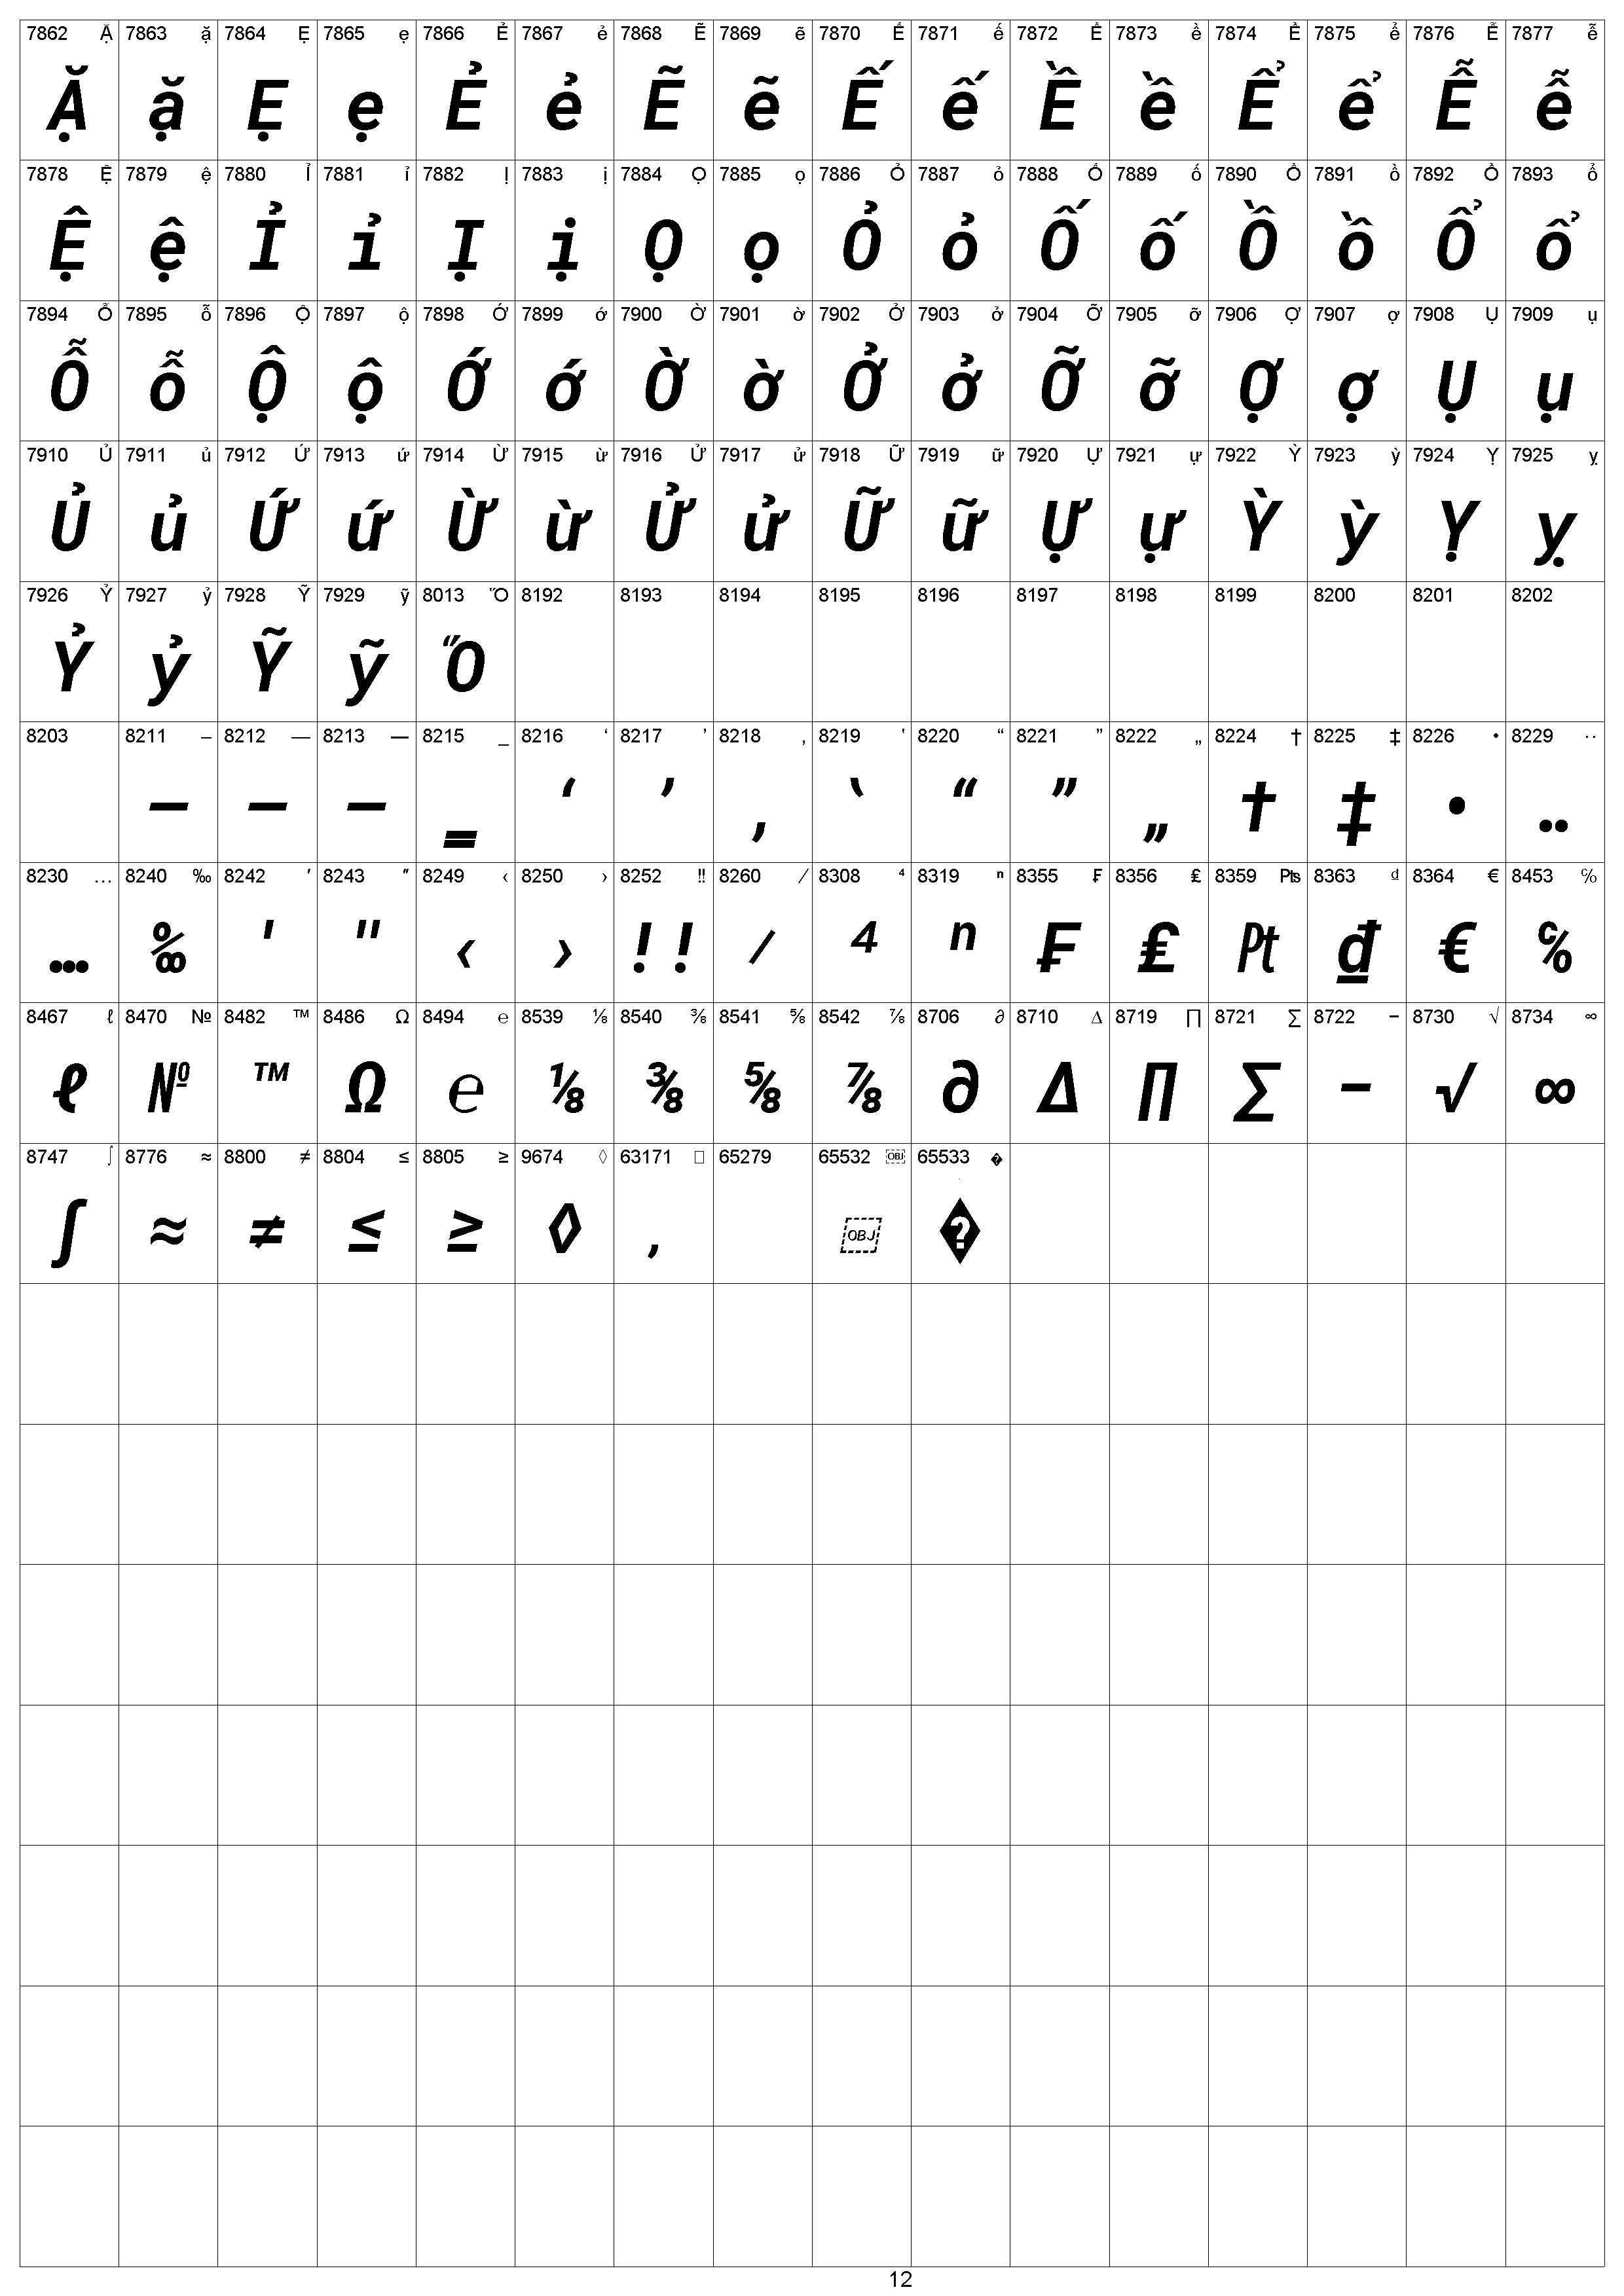 7862 Ặ 7863 ặ 7864 Ẹ 7865 ẹ 7866 Ẻ 7867 ẻ 7868 Ẽ 7869 ẽ 7870 Ế 7871 ế 7872 Ề 7873 ề 7874 Ể 7875 ể 7876 Ễ 7877 ễ
Ặ ặ Ẹ ẹ Ẻ ẻ Ẽ ẽ Ế ế Ề ề Ể ể Ễ ễ
7878 Ệ 7879 ệ 7880 Ỉ 7881 ỉ 7882 Ị 7883 ị 7884 Ọ 7885 ọ 7886 Ỏ 7887 ỏ 7888 Ố 7889 ố 7890 Ồ 7891 ồ 7892 Ổ 7893 ổ
Ệ ệ Ỉ ỉ Ị ị Ọ ọ Ỏ ỏ Ố ố Ồ ồ Ổ ổ
7894 Ỗ 7895 ỗ 7896 Ộ 7897 ộ 7898 Ớ 7899 ớ 7900 Ờ 7901 ờ 7902 Ở 7903 ở 7904 Ỡ 7905 ỡ 7906 Ợ 7907 ợ 7908 Ụ 7909 ụ
Ỗ ỗ Ộ ộ Ớ ớ Ờ ờ Ở ở Ỡ ỡ Ợ ợ Ụ ụ
7910 Ủ 7911 ủ 7912 Ứ 7913 ứ 7914 Ừ 7915 ừ 7916 Ử 7917 ử 7918 Ữ 7919 ữ 7920 Ự 7921 ự 7922 Ỳ 7923 ỳ 7924 Ỵ 7925 ỵ
Ủ ủ Ứ ứ Ừ ừ Ử ử Ữ ữ Ự ự Ỳ ỳ Ỵ ỵ
7926 Ỷ 7927 ỷ 7928 Ỹ 7929 ỹ 8013 Ὅ 8192 8193 8194 8195 8196 8197 8198 8199 8200 8201 8202
Ỷ ỷ Ỹ ỹ Ὅ
8203 8211 – 8212 — 8213 ― 8215 ‗ 8216 ‘ 8217 ’ 8218 ‚ 8219 ‛ 8220 “ 8221 ” 8222 „ 8224 † 8225 ‡ 8226 • 8229 ‥
– — ― ‗ ‘ ’ ‚ ‛ “ ” „ † ‡ • ‥
8230 … 8240 ‰ 8242 ′ 8243 ″ 8249 ‹ 8250 › 8252 ‼ 8260 ⁄ 8308 ⁴ 8319 ⁿ 8355 ₣ 8356 ₤ 8359 ₧ 8363 ₫ 8364 € 8453 ℅
… ‰ ′ ″ ‹ › ‼ ⁄ ⁴ ⁿ ₣ ₤ ₧ ₫ € ℅
8467 ℓ 8470 № 8482 ™ 8486 Ω 8494 ℮ 8539 ⅛ 8540 ⅜ 8541 ⅝ 8542 ⅞ 8706 ∂ 8710 ∆ 8719 ∏ 8721 ∑ 8722 − 8730 √ 8734 ∞
ℓ № ™ Ω ℮ ⅛ ⅜ ⅝ ⅞ ∂ ∆ ∏ ∑ − √ ∞
8747 ∫ 8776 ≈ 8800 ≠ 8804 ≤ 8805 ≥ 9674 ◊ 63171 □ 65279 65532 ￼ 65533 �
∫ ≈ ≠ ≤ ≥ ◊ , OBJ �
12